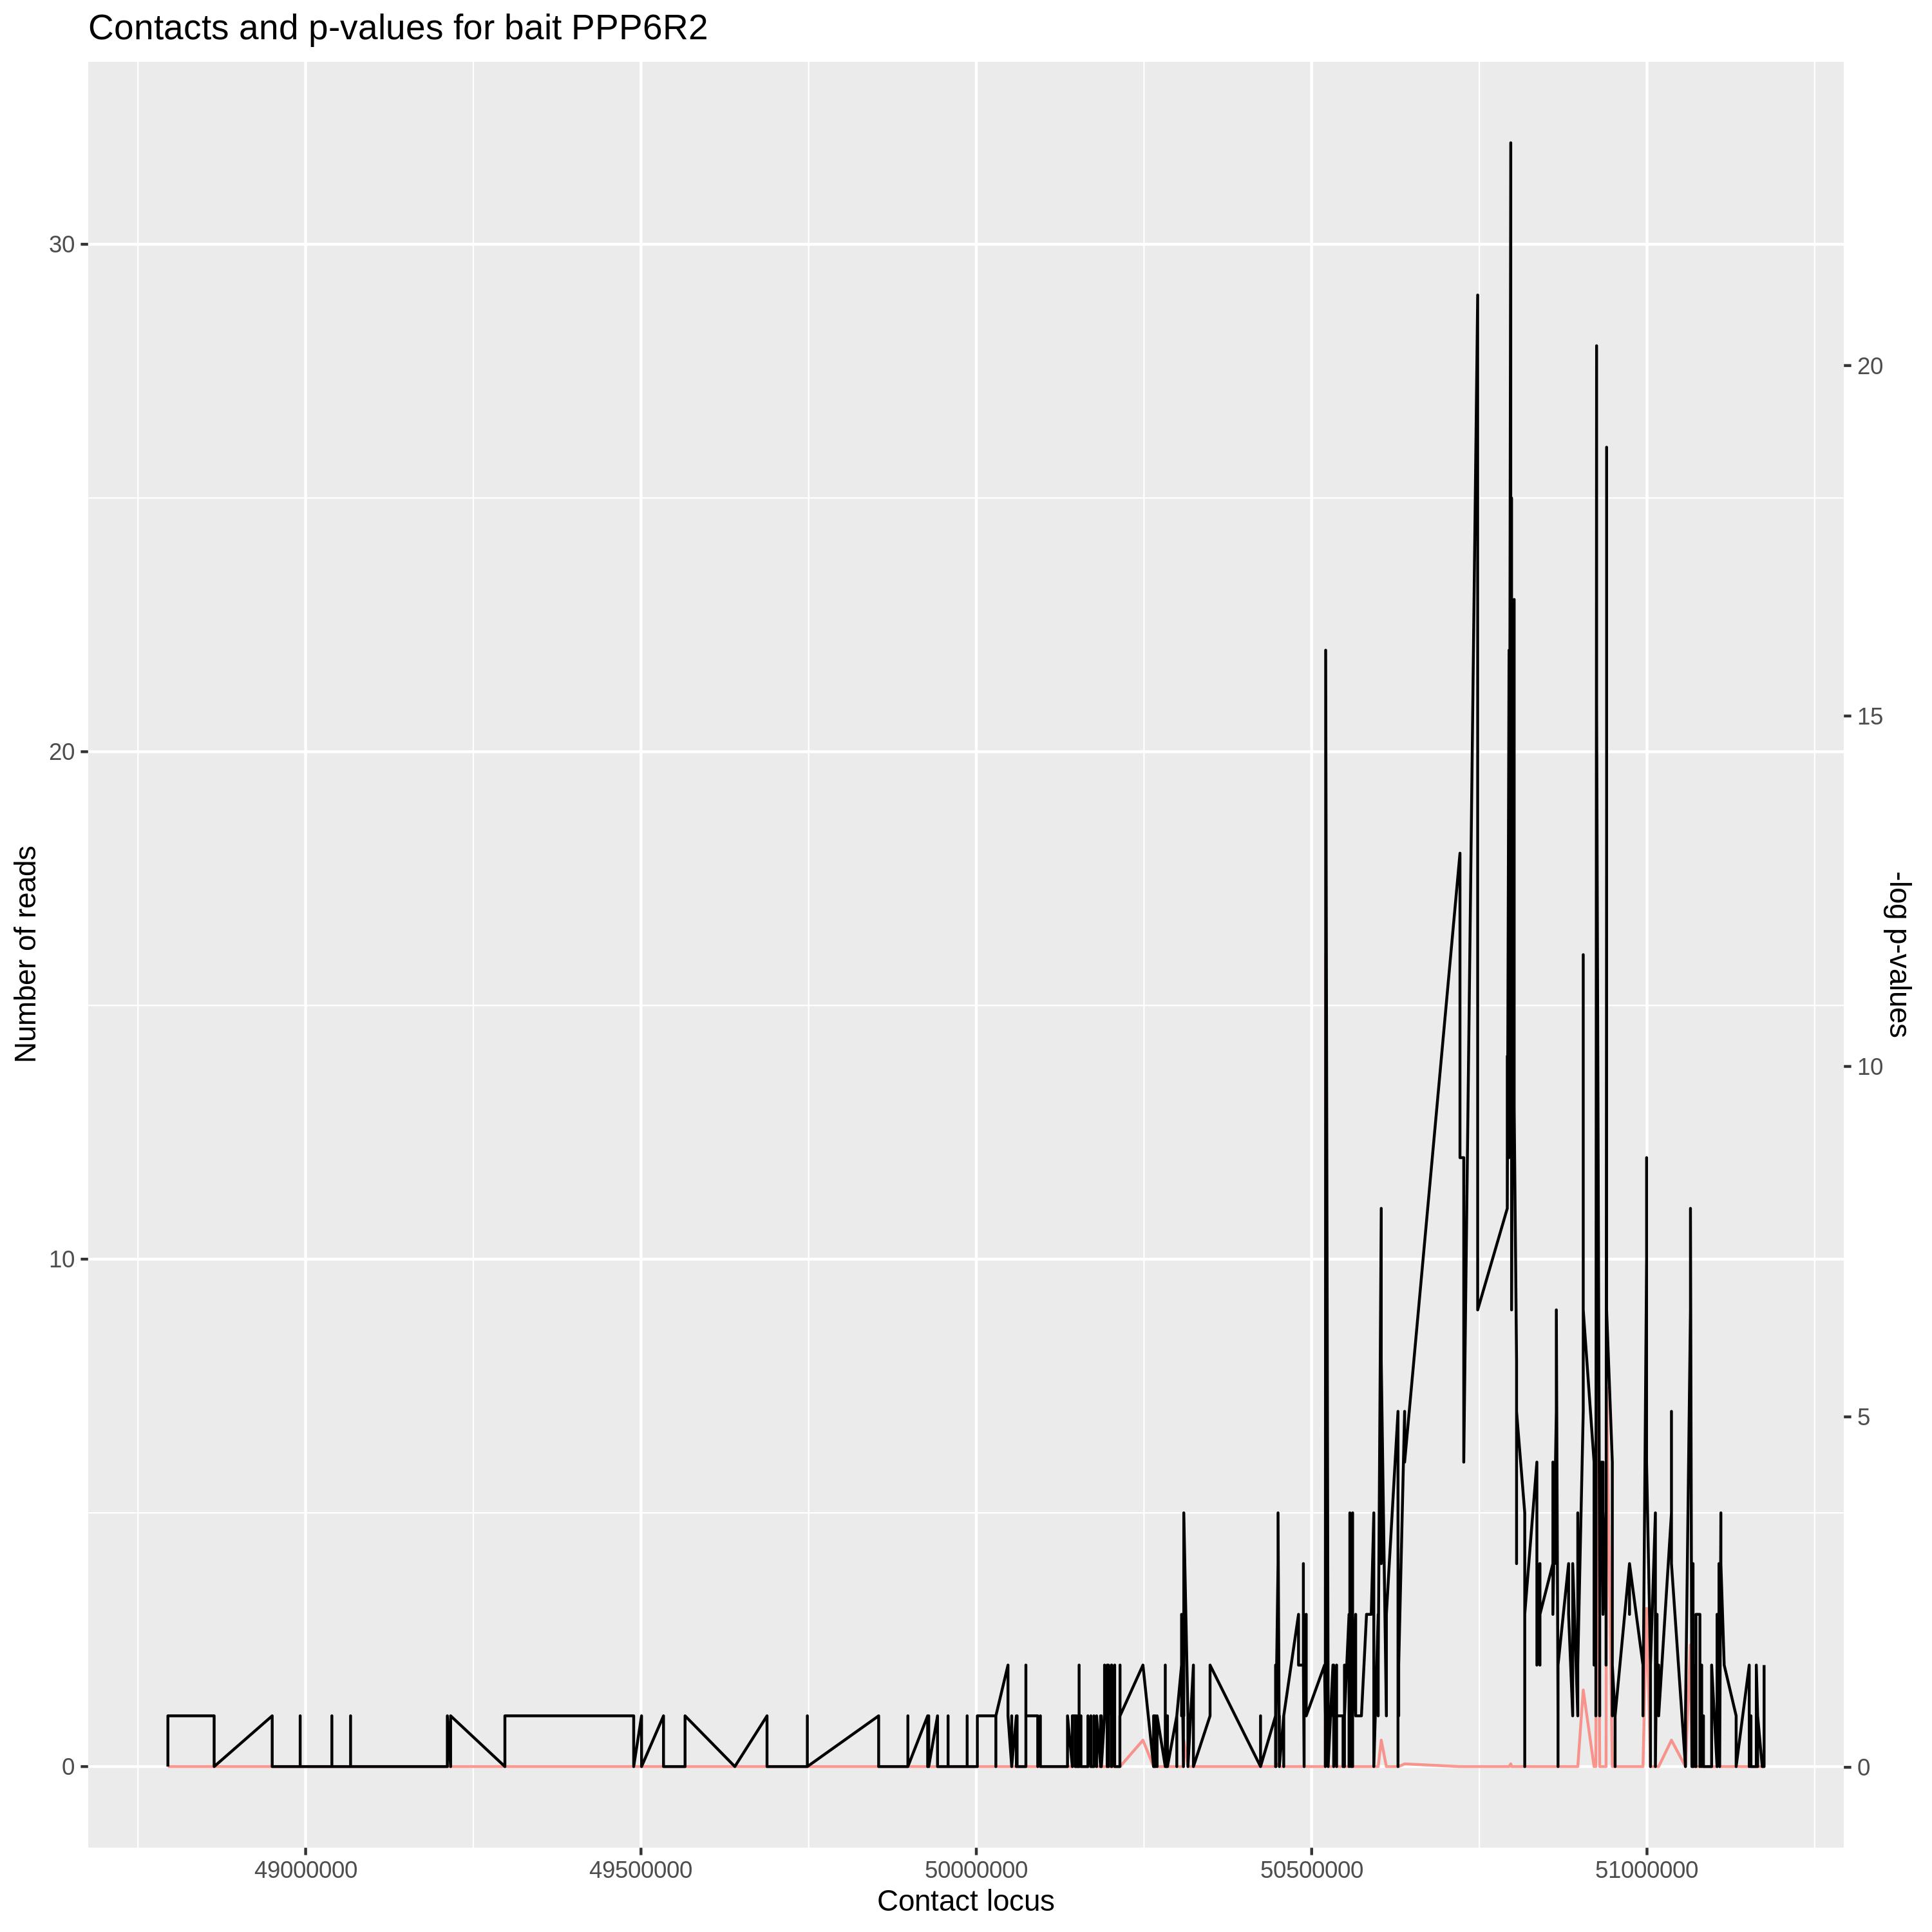 Contacts and p-values for bait PPP6R2
Number of reads
30
20
10
0
20
15
10
5
0
-log p-values
49000000 49500000 50000000 50500000 51000000
Contact locus